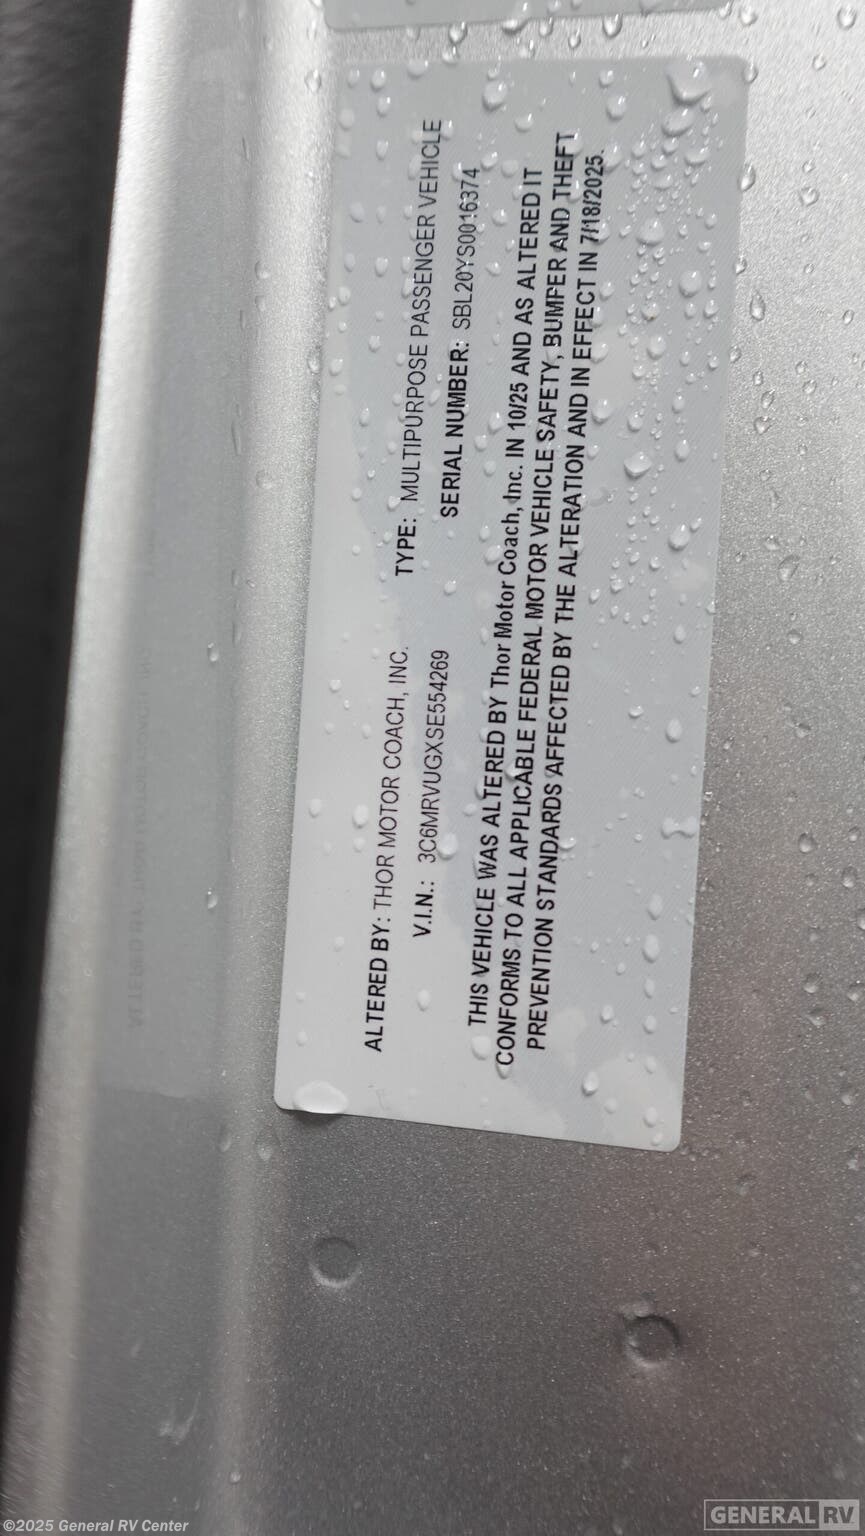 ALTERED BY: THOR MOTOR COACH, INC. TYPE: MULTIPURPOSE PASSENGER VEHICLE
V.I.N.: 3C6MRVUGXSE554269 SERIAL NUMBER: SBL20YS0016374
THIS VEHICLE WAS ALTERED BY Thor Motor Coach, Inc. IN 10/25 AND AS ALTERED IT
CONFORMS TO ALL APPLICABLE FEDERAL MOTOR VEHICLE SAFETY, BUMPER AND THEFT
PREVENTION STANDARDS AFFECTED BY THE ALTERATION AND IN EFFECT IN 7/18/2025.
©2025 General RV Center
GENERAL RV